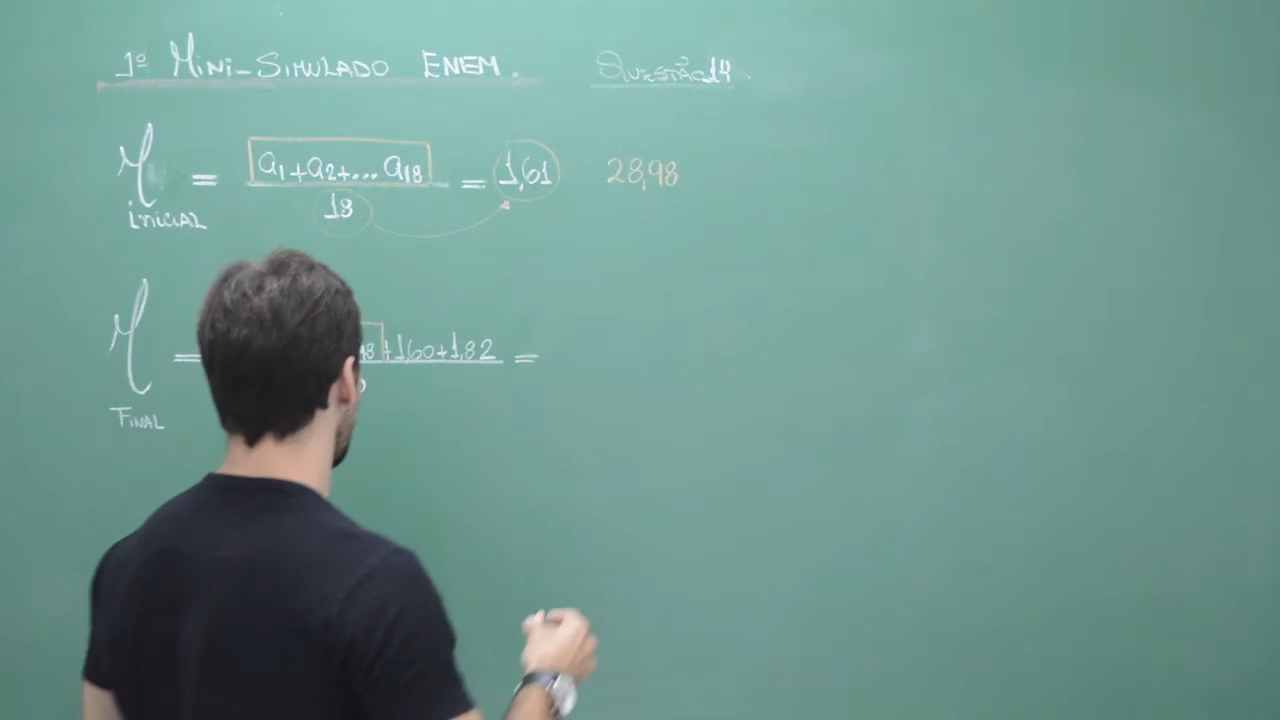 1º Mini-Simulado Enem. Questão 14.
M inicial = a1+a2+...a18 / 18 = 1,61 28,98
M Final = 18+1,60+1,82 =